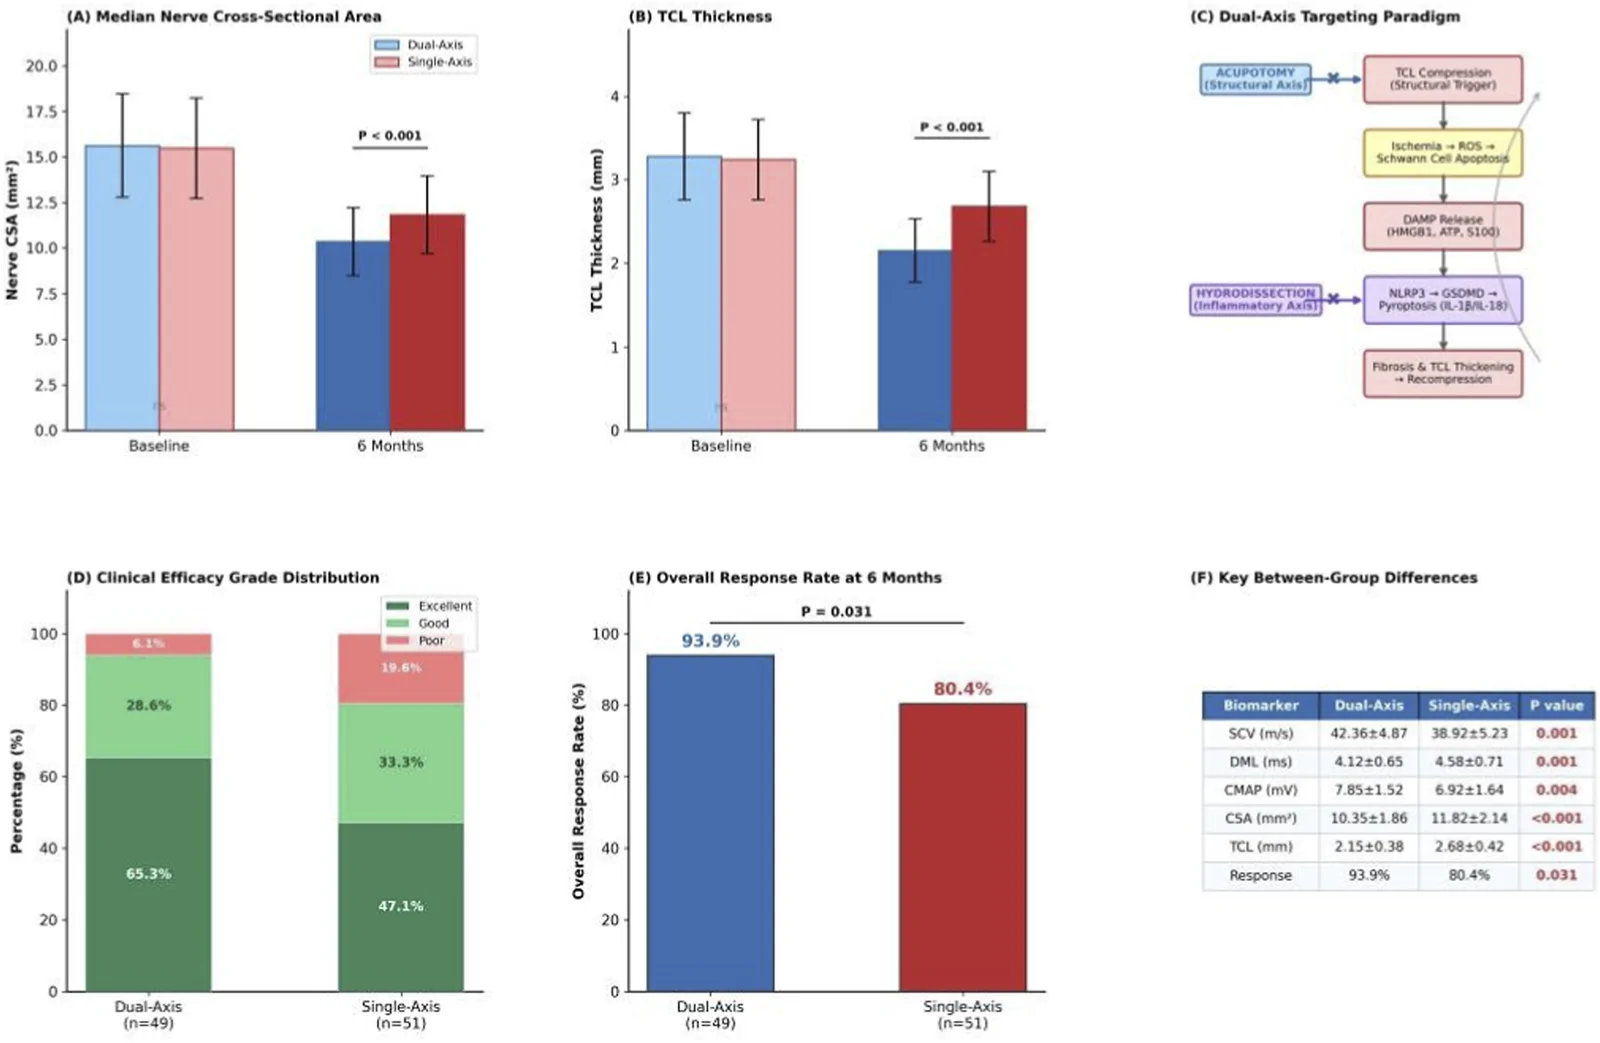 (A) Median Nerve Cross-Sectional Area
Dual-Axis
Single-Axis
Nerve CSA (mm²)
20.0
17.5
15.0
12.5
10.0
7.5
5.0
2.5
0.0
P < 0.001
ns
Baseline
6 Months
(B) TCL Thickness
TCL Thickness (mm)
4
3
2
1
0
P < 0.001
ns
Baseline
6 Months
(C) Dual-Axis Targeting Paradigm
ACUPOTOMY
(Structural Axis)
TCL Compression
(Structural Trigger)
Ischemia → ROS →
Schwann Cell Apoptosis
DAMP Release
(HMGB1, ATP, S100)
HYDRODISSECTION
(Inflammatory Axis)
NLRP3 → GSDMD →
Pyroptosis (IL-1β/IL-18)
Fibrosis & TCL Thickening
→ Recompression
(D) Clinical Efficacy Grade Distribution
Excellent
Good
Poor
Percentage (%)
100
80
60
40
20
0
6.1%
28.6%
65.3%
19.6%
33.3%
47.1%
Dual-Axis
(n=49)
Single-Axis
(n=51)
(E) Overall Response Rate at 6 Months
Overall Response Rate (%)
100
80
60
40
20
0
P = 0.031
93.9%
80.4%
Dual-Axis
(n=49)
Single-Axis
(n=51)
(F) Key Between-Group Differences
Biomarker Dual-Axis Single-Axis P value
SCV (m/s) 42.36±4.87 38.92±5.23 0.001
DML (ms) 4.12±0.65 4.58±0.71 0.001
CMAP (mV) 7.85±1.52 6.92±1.64 0.004
CSA (mm²) 10.35±1.86 11.82±2.14 <0.001
TCL (mm) 2.15±0.38 2.68±0.42 <0.001
Response 93.9% 80.4% 0.031